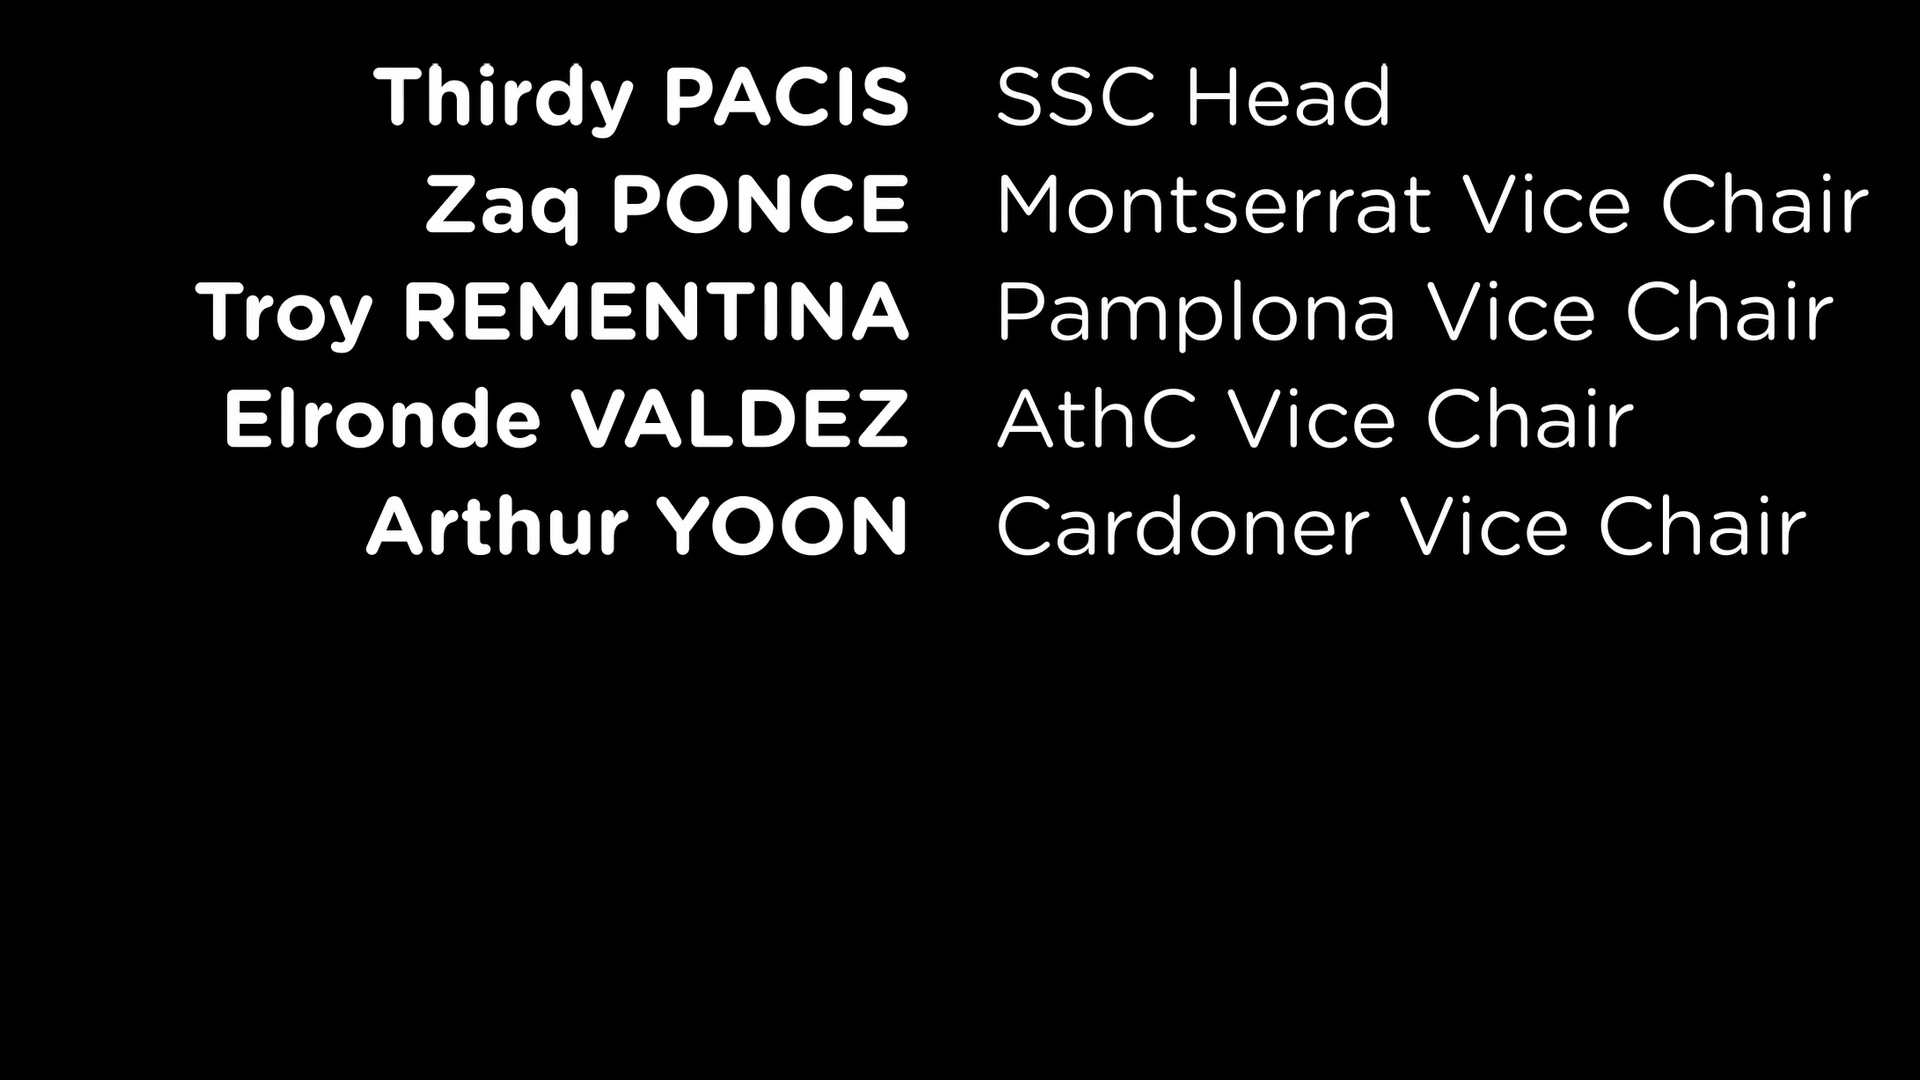 Thirdy PACIS SSC Head
Zaq PONCE Montserrat Vice Chair
Troy REMENTINA Pamplona Vice Chair
Elronde VALDEZ AthC Vice Chair
Arthur YOON Cardoner Vice Chair